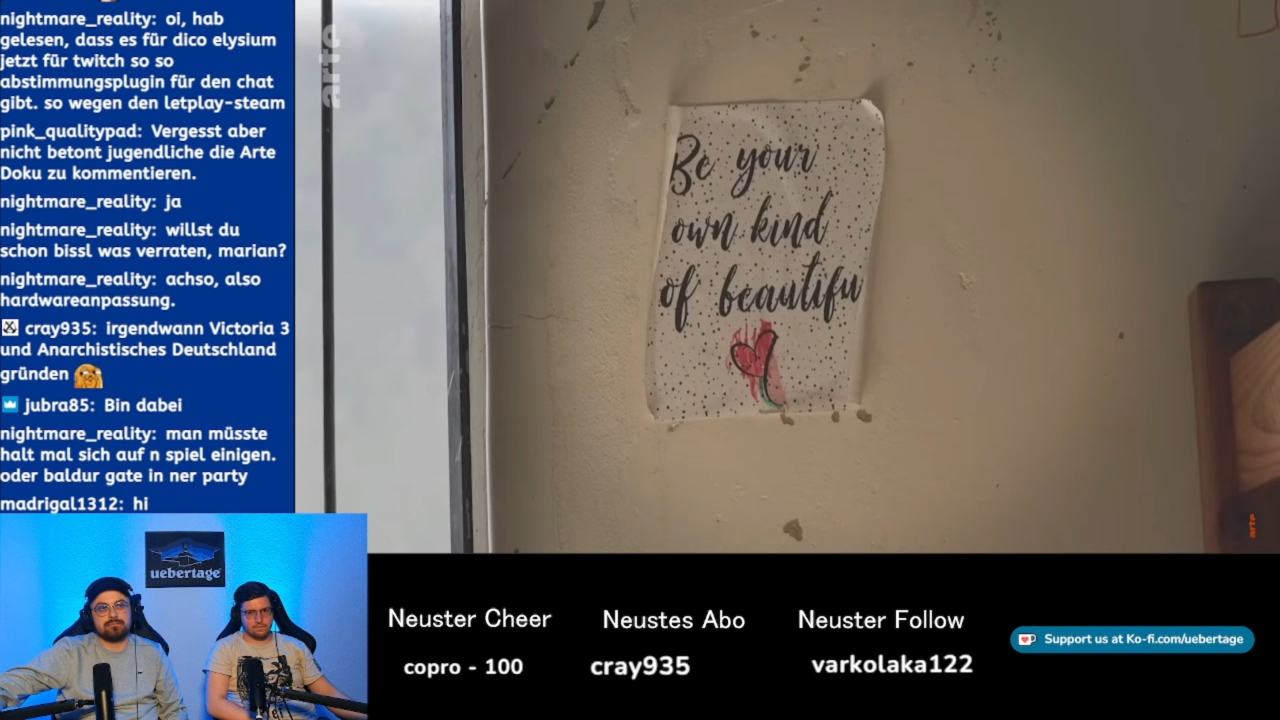 nightmare_reality: oi, hab
gelesen, dass es für dico elysium
jetzt für twitch so so
abstimmungsplugin für den chat
gibt. so wegen den letplay-steam
pink_qualitypad: Vergesst aber
nicht betont jugendliche die Arte
Doku zu kommentieren.
nightmare_reality: ja
nightmare_reality: willst du
schon bissl was verraten, marian?
nightmare_reality: achso, also
hardwareanpassung.
cray935: irgendwann Victoria 3
und Anarchistisches Deutschland
gründen
jubra85: Bin dabei
nightmare_reality: man müsste
halt mal sich auf n spiel einigen.
oder baldur gate in ner party
madrigal1312: hi
arte
Be your
own kind
of beautifu
arte
uebertage
Neuster Cheer
copro - 100
Neustes Abo
cray935
Neuster Follow
varkolaka122
Support us at Ko-fi.com/uebertage